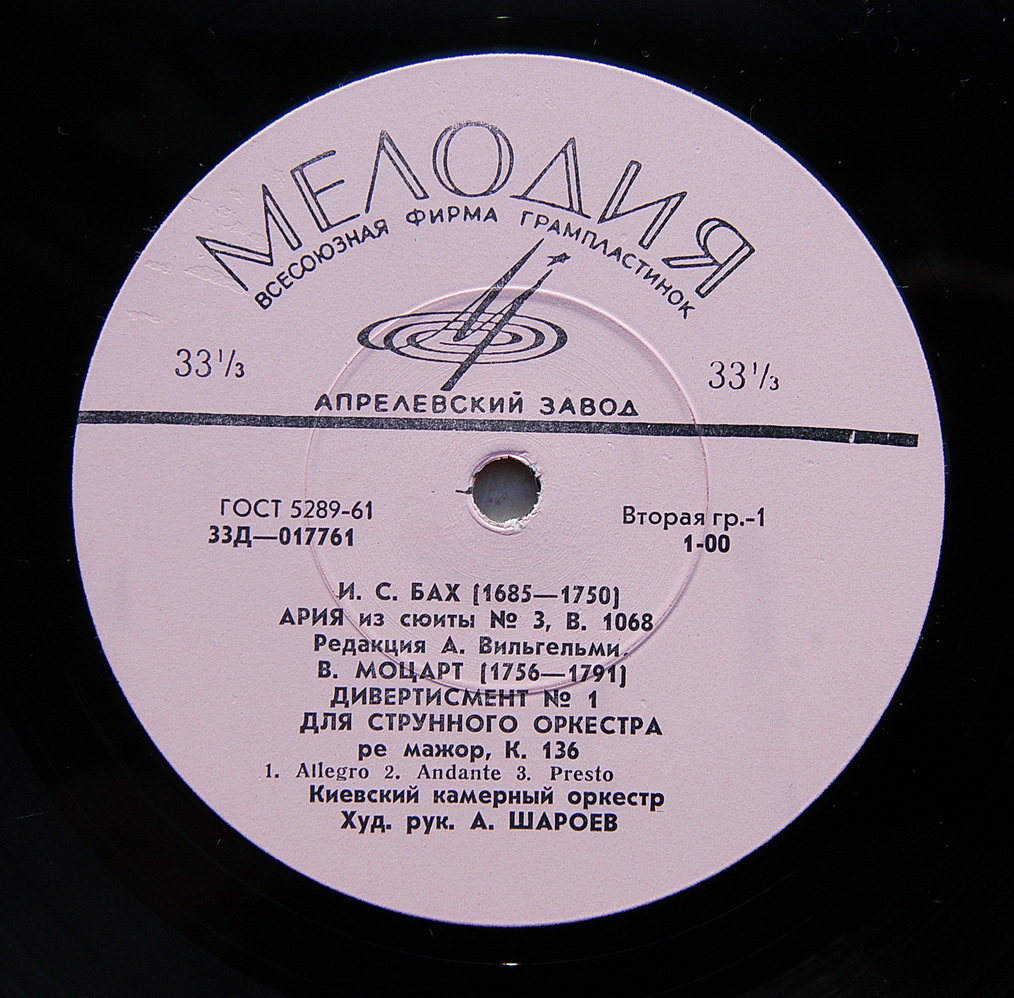 МЕЛОДИЯ
ВСЕСОЮЗНАЯ ФИРМА ГРАМПЛАСТИНОК
33⅓ 33⅓
АПРЕЛЕВСКИЙ ЗАВОД
ГОСТ 5289-61 Вторая гр.-1
33Д—017761 1-00
И. С. БАХ (1685—1750)
АРИЯ из сюиты № 3, В. 1068
Редакция А. Вильгельми.
В. МОЦАРТ (1756—1791)
ДИВЕРТИСМЕНТ № 1
ДЛЯ СТРУННОГО ОРКЕСТРА
ре мажор, К. 136
1. Allegro 2. Andante 3. Presto
Киевский камерный оркестр
Худ. рук. А. ШАРОЕВ